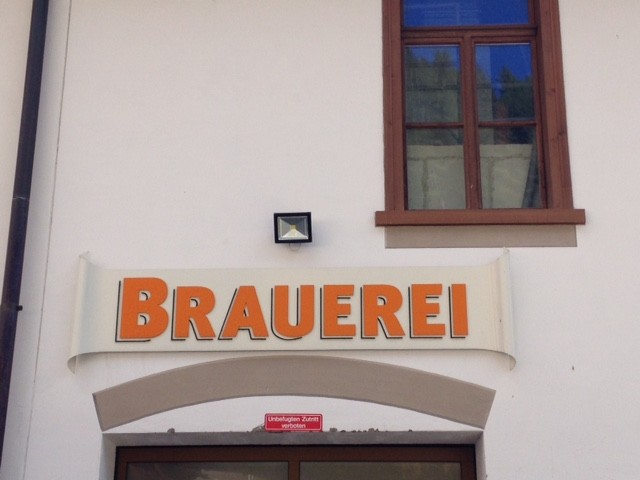 BRAUEREI
Unbefugten Zutritt
verboten